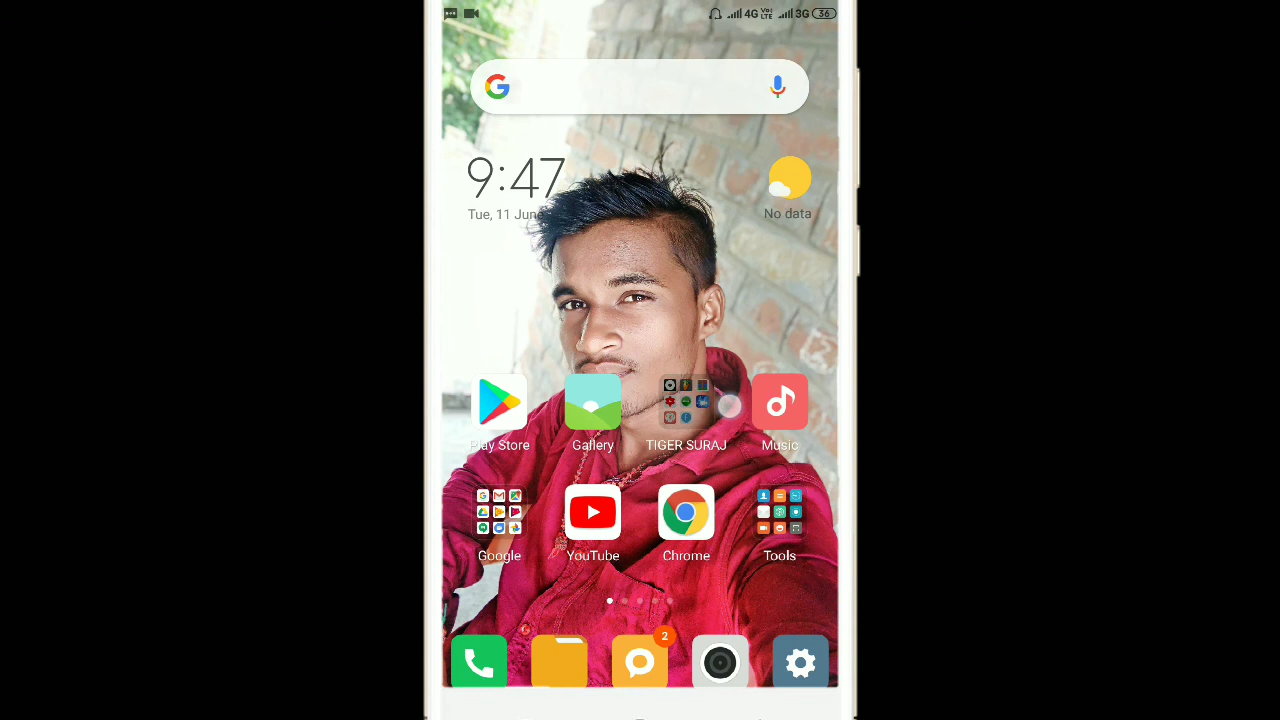 4G VoLTE 3G 36
9:47
Tue, 11 June
No data
Play Store Gallery TIGER SURAJ Music
Google YouTube Chrome Tools
2